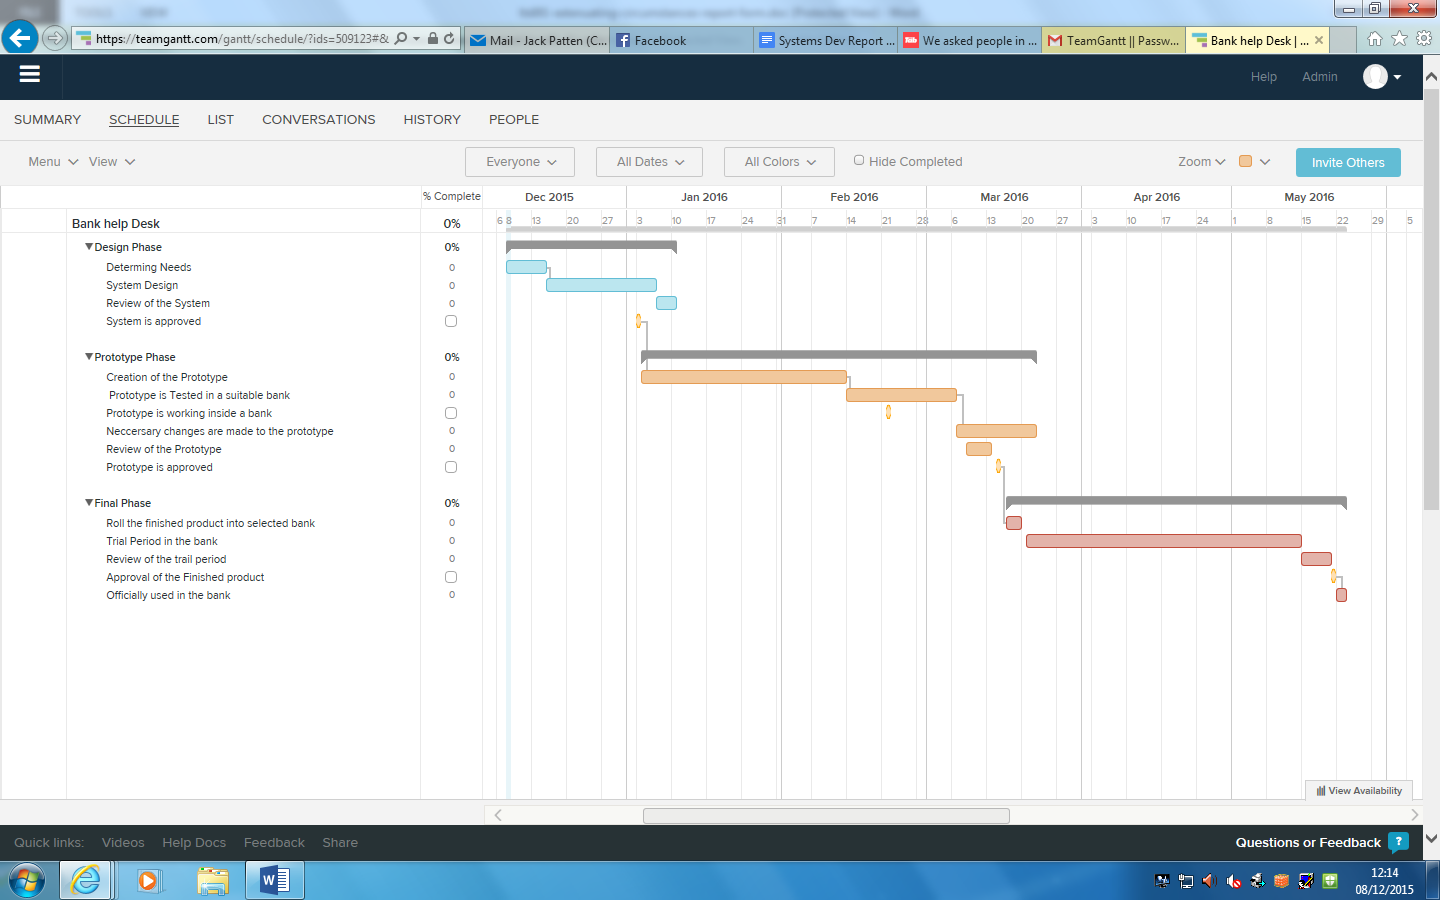 https://teamgantt.com/gantt/schedule/?ids=509123#&
Mail - Jack Patten (C...
Facebook
Systems Dev Report ...
We asked people in ...
TeamGantt || Passw...
Bank help Desk | ...
Help Admin
SUMMARY SCHEDULE LIST CONVERSATIONS HISTORY PEOPLE
Menu View Everyone All Dates All Colors Hide Completed Zoom Invite Others
% Complete Dec 2015 Jan 2016 Feb 2016 Mar 2016 Apr 2016 May 2016
Bank help Desk 0% 6 8 13 20 27 3 10 17 24 31 7 14 21 28 6 13 20 27 3 10 17 24 1 8 15 22 29 5
Design Phase 0%
Determing Needs 0
System Design 0
Review of the System 0
System is approved
Prototype Phase 0%
Creation of the Prototype 0
Prototype is Tested in a suitable bank 0
Prototype is working inside a bank
Neccersary changes are made to the prototype 0
Review of the Prototype 0
Prototype is approved
Final Phase 0%
Roll the finished product into selected bank 0
Trial Period in the bank 0
Review of the trail period 0
Approval of the Finished product
Officially used in the bank 0
View Availability
Quick links: Videos Help Docs Feedback Share Questions or Feedback ?
12:14
08/12/2015